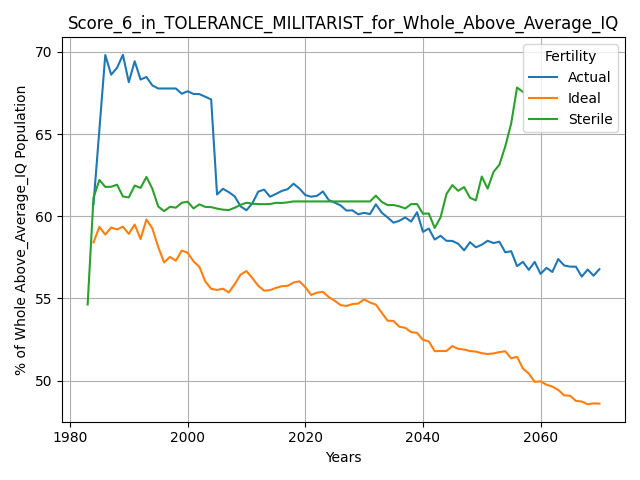 Score_6_in_TOLERANCE_MILITARIST_for_Whole_Above_Average_IQ
Fertility
Actual
Ideal
Sterile
% of Whole Above_Average_IQ Population
70
65
60
55
50
1980
2000
2020
2040
2060
Years